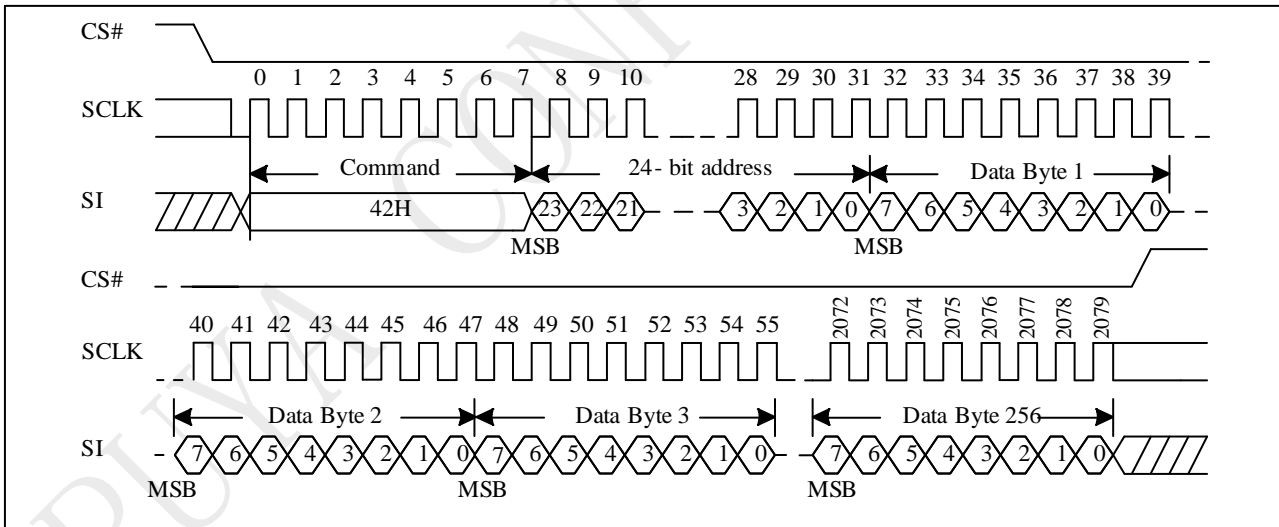 CS#
0 1 2 3 4 5 6 7 8 9 10 28 29 30 31 32 33 34 35 36 37 38 39
SCLK
Command 24- bit address Data Byte 1
SI 42H 23 22 21 3 2 1 0 7 6 5 4 3 2 1 0
MSB MSB
CS#
40 41 42 43 44 45 46 47 48 49 50 51 52 53 54 55 2072 2073 2074 2075 2076 2077 2078 2079
SCLK
Data Byte 2 Data Byte 3 Data Byte 256
SI 7 6 5 4 3 2 1 0 7 6 5 4 3 2 1 0 7 6 5 4 3 2 1 0
MSB MSB MSB
PUYA CONF